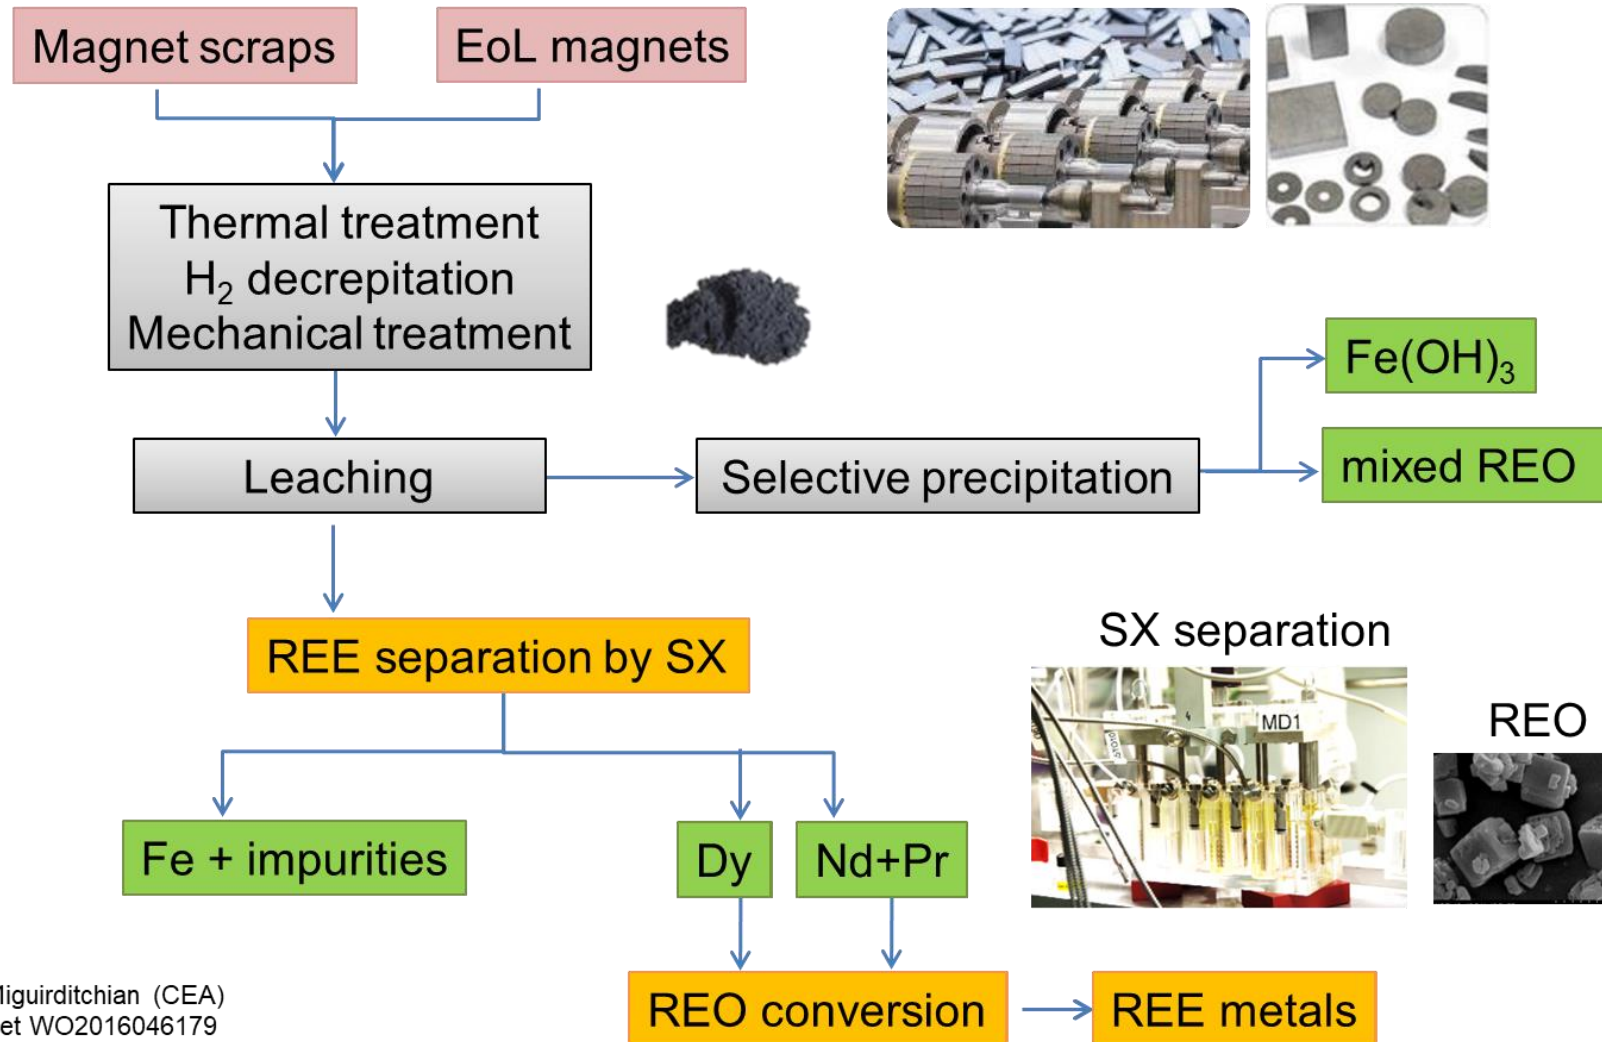 Magnet scraps
EoL magnets
Thermal treatment
H₂ decrepitation
Mechanical treatment
Fe(OH)₃
mixed REO
Leaching
Selective precipitation
REE separation by SX
SX separation
MD1
REO
Fe + impurities
Dy
Nd+Pr
REO conversion
REE metals
Miguirditchian (CEA)
et WO2016046179